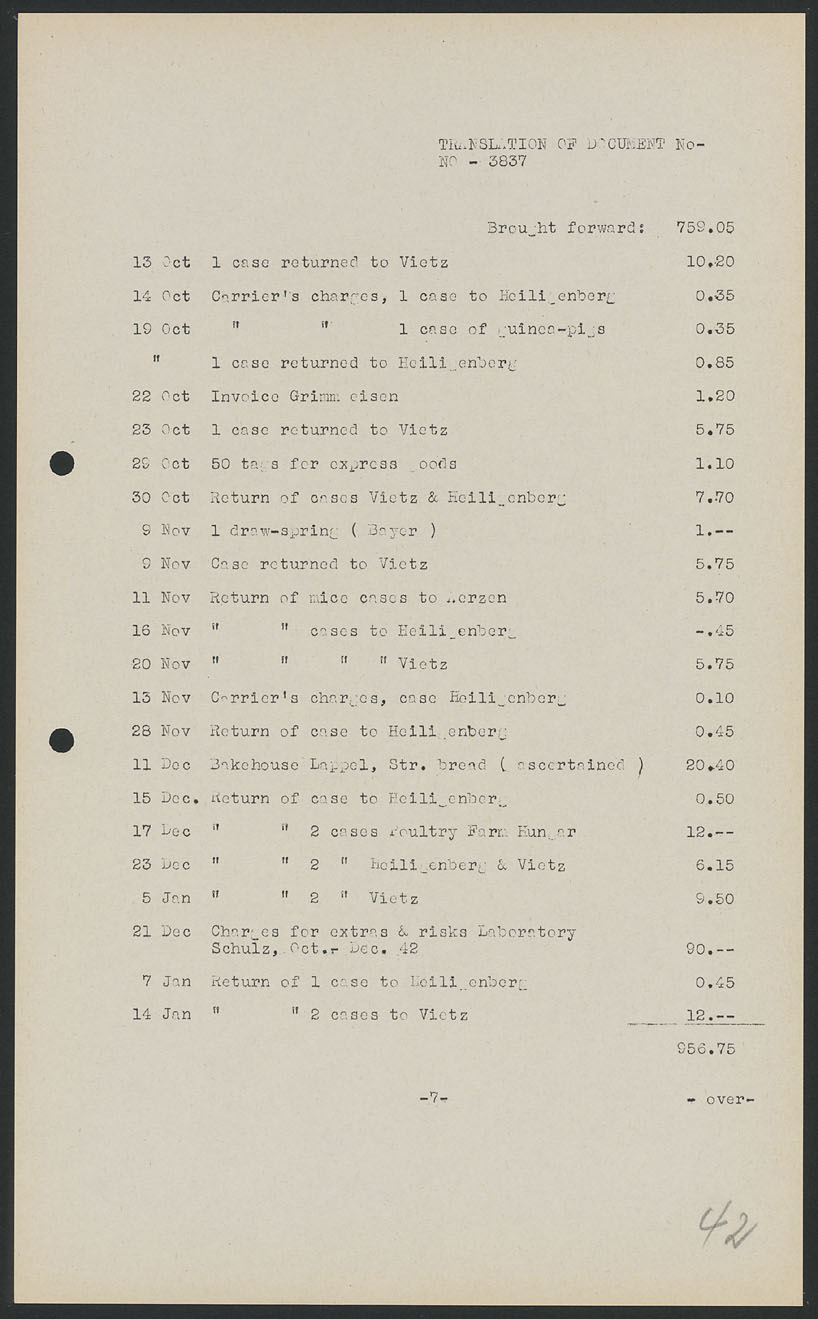 TRANSLATION OF DOCUMENT No-
NO - 3837
Brought forward: 759.05
13 Oct 1 case returned to Vietz 10.20
14 Oct Carrier's charges, 1 case to Heiligenberg 0.35
19 Oct " " 1 case of guinea-pigs 0.35
" 1 case returned to Heiligenberg 0.85
22 Oct Invoice Grimm eisen 1.20
23 Oct 1 case returned to Vietz 5.75
29 Oct 50 tags for express goods 1.10
30 Oct Return of cases Vietz & Heiligenberg 7.70
9 Nov 1 draw-spring ( Bayer ) 1.--
9 Nov Case returned to Vietz 5.75
11 Nov Return of mice cases to 5.70
16 Nov " " cases to Heiligenberg -.45
20 Nov " " " " Vietz 5.75
13 Nov Carrier's charges, case Heiligenberg 0.10
28 Nov Return of case to Heiligenberg 0.45
11 Dec Bakehouse Lappel, Str. bread ( ascertained ) 20.40
15 Dec. Return of case to Heiligenberg 0.50
17 Dec " " 2 cases Poultry Farm Hungar 12.--
23 Dec " " 2 " Heiligenberg & Vietz 6.15
5 Jan " " 2 " Vietz 9.50
21 Dec Charges for extras & risks Laboratory
Schulz, Oct.- Dec. 42 90.--
7 Jan Return of 1 case to Heiligenberg 0.45
14 Jan " " 2 cases to Vietz 12.--
956.75
-7- - over-
42